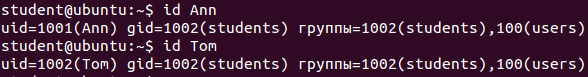 student@ubuntu:~$ id Ann
uid=1001(Ann) gid=1002(students) группы=1002(students),100(users)
student@ubuntu:~$ id Tom
uid=1002(Tom) gid=1002(students) группы=1002(students),100(users)